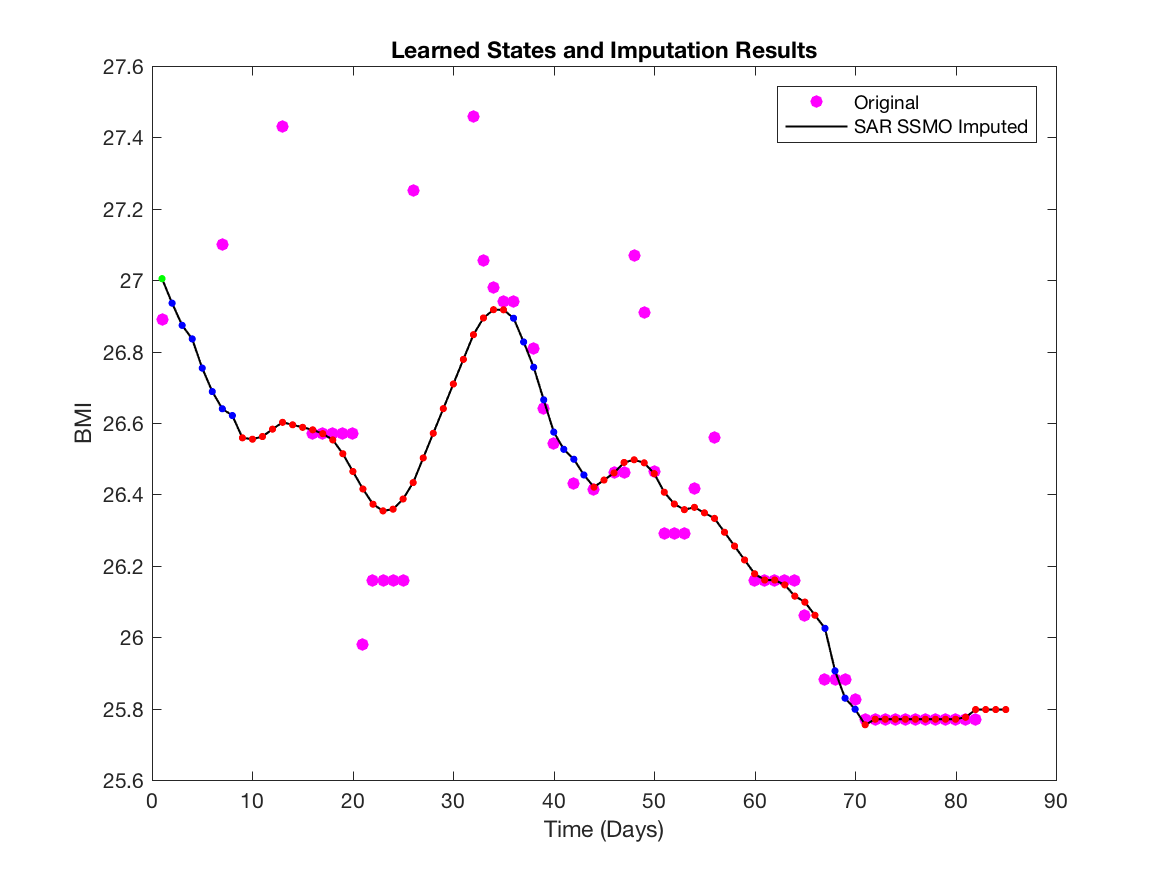 Learned States and Imputation Results
27.6
27.4
27.2
27
26.8
26.6
26.4
26.2
26
25.8
25.6
Original
SAR SSMO Imputed
BMI
0 10 20 30 40 50 60 70 80 90
Time (Days)